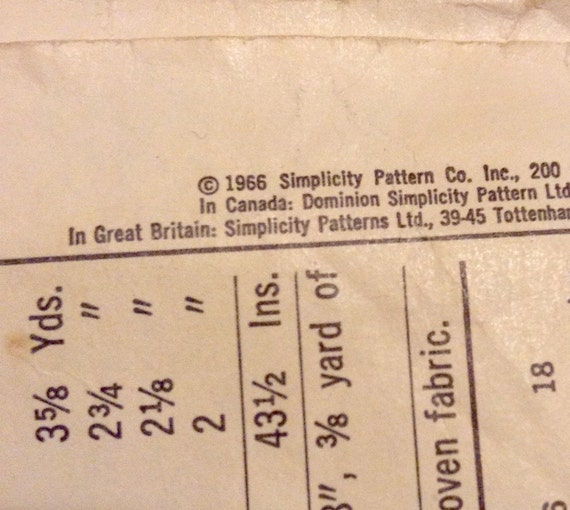 © 1966 Simplicity Pattern Co. Inc., 200
In Canada: Dominion Simplicity Pattern Ltd
In Great Britain: Simplicity Patterns Ltd., 39-45 Tottenha
3⅝ Yds.
2¾ "
2⅛ "
2 "
43½ Ins.
", ⅜ yard of
oven fabric.
18